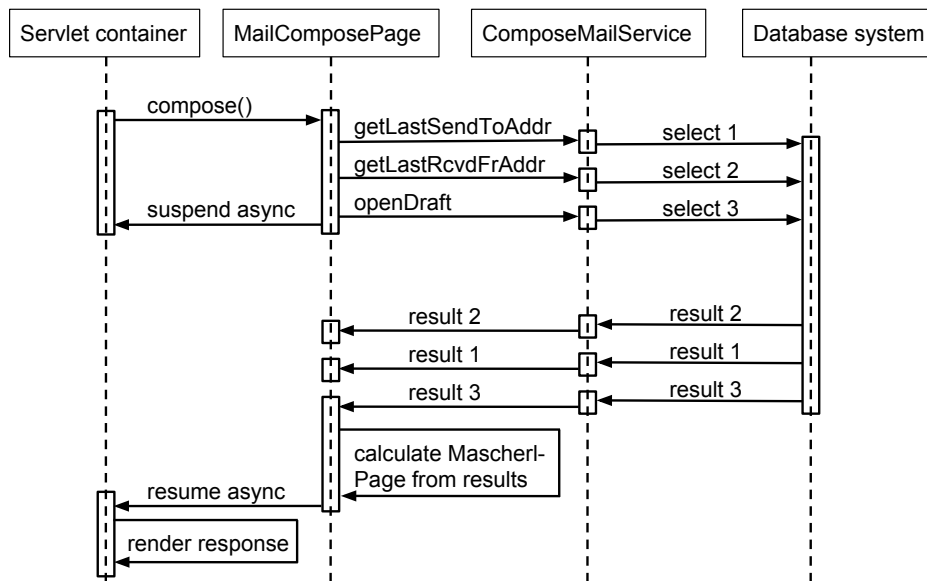 Servlet container
MailComposePage
ComposeMailService
Database system
compose()
getLastSendToAddr
select 1
getLastRcvdFrAddr
select 2
suspend async
openDraft
select 3
result 2
result 2
result 1
result 1
result 3
result 3
calculate Mascherl-
Page from results
resume async
render response